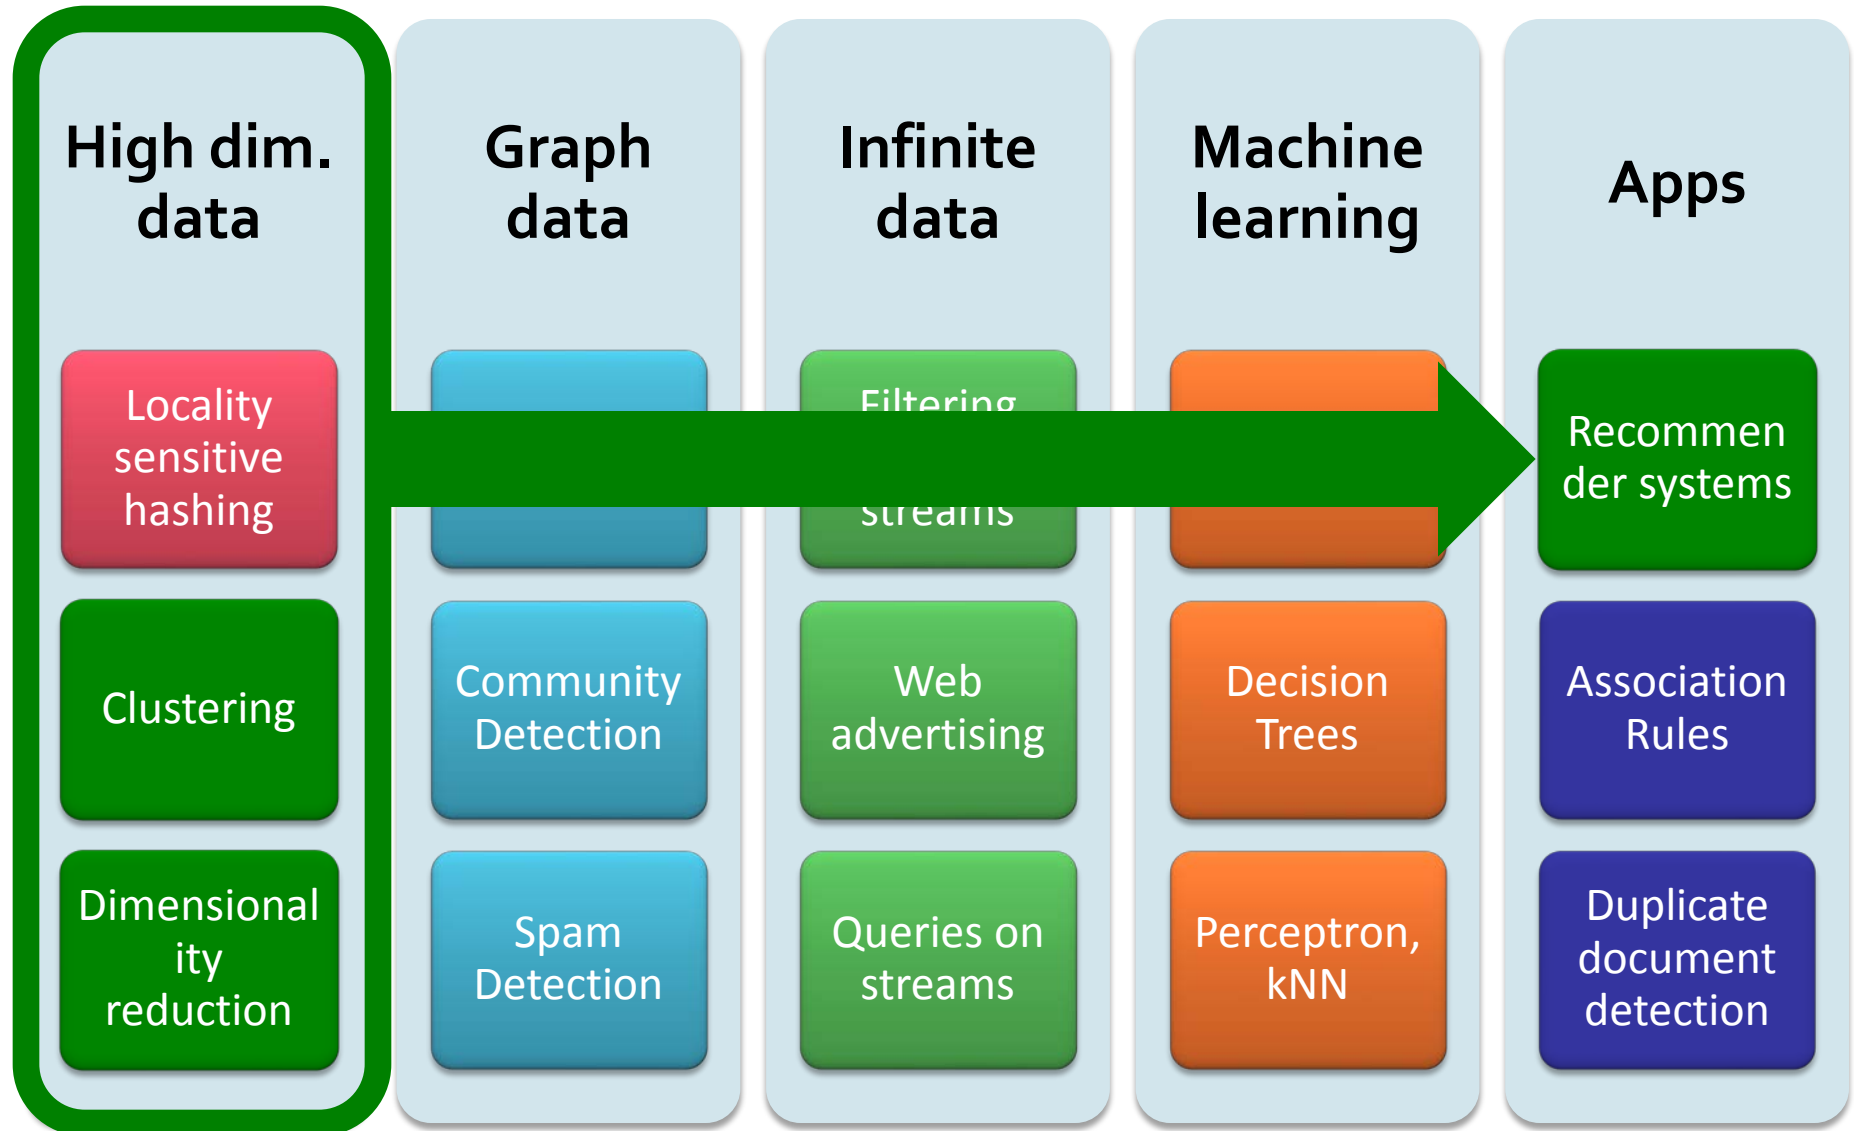 High dim.
data
Locality
sensitive
hashing
Clustering
Dimensional
ity
reduction
Graph
data
Community
Detection
Spam
Detection
Infinite
data
Filtering
streams
Web
advertising
Queries on
streams
Machine
learning
Decision
Trees
Perceptron,
kNN
Apps
Recommen
der systems
Association
Rules
Duplicate
document
detection